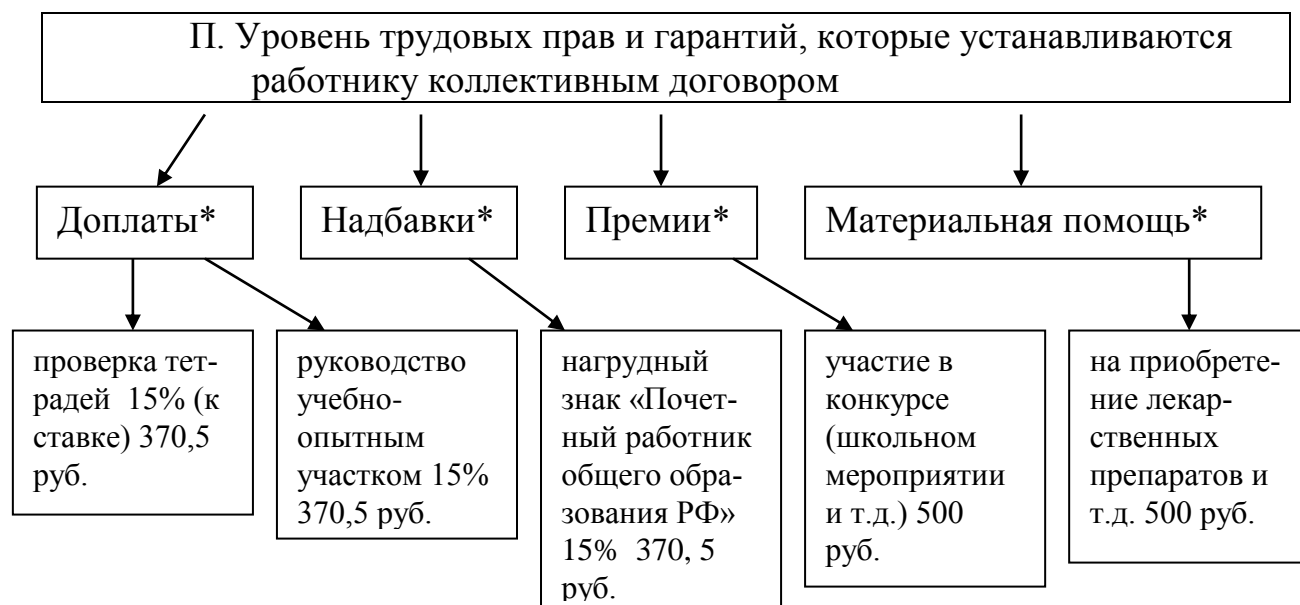 П. Уровень трудовых прав и гарантий, которые устанавливаются
работнику коллективным договором
Доплаты*
Надбавки*
Премии*
Материальная помощь*
проверка тет-
радей 15% (к
ставке) 370,5
руб.
руководство
учебно-
опытным
участком 15%
370,5 руб.
нагрудный
знак «Почет-
ный работник
общего обра-
зования РФ»
15% 370, 5
руб.
участие в
конкурсе
(школьном
мероприятии
и т.д.) 500
руб.
на приобрете-
ние лекар-
ственных
препаратов и
т.д. 500 руб.